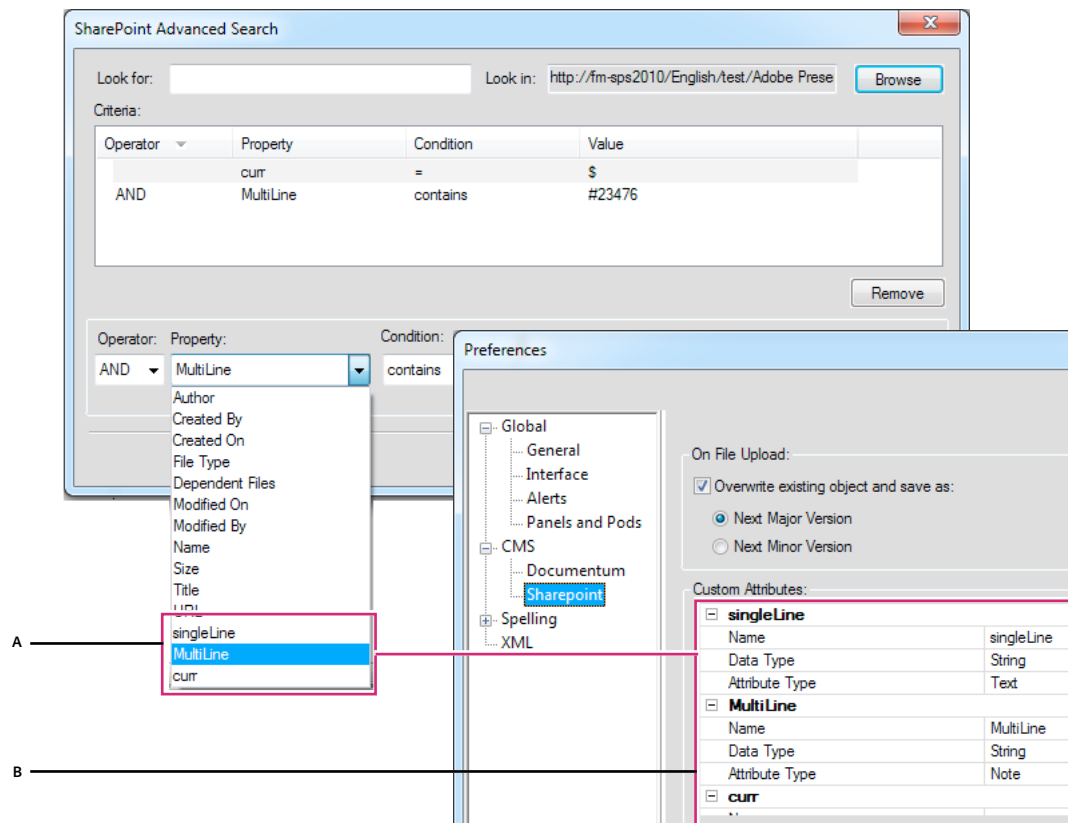 SharePoint Advanced Search
Look for:
Look in: http://fm-sps2010/English/test/Adobe Prese
Browse
Criteria:
Operator Property Condition Value
curr = $
AND MultiLine contains #23476
Remove
Operator: Property: Condition:
AND MultiLine contains
Author
Created By
Created On
File Type
Dependent Files
Modified On
Modified By
Name
Size
Title
URL
singleLine
MultiLine
curr
A
B
Preferences
Global
General
Interface
Alerts
Panels and Pods
CMS
Documentum
Sharepoint
Spelling
XML
On File Upload:
Overwrite existing object and save as:
Next Major Version
Next Minor Version
Custom Attributes:
singleLine
Name singleLine
Data Type String
Attribute Type Text
MultiLine
Name MultiLine
Data Type String
Attribute Type Note
curr